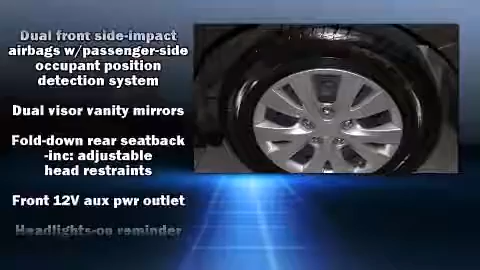 Dual front side-impact
airbags w/passenger-side
occupant position
detection system
Dual visor vanity mirrors
Fold-down rear seatback
-inc: adjustable
head restraints
Front 12V aux pwr outlet
Headlights-on reminder